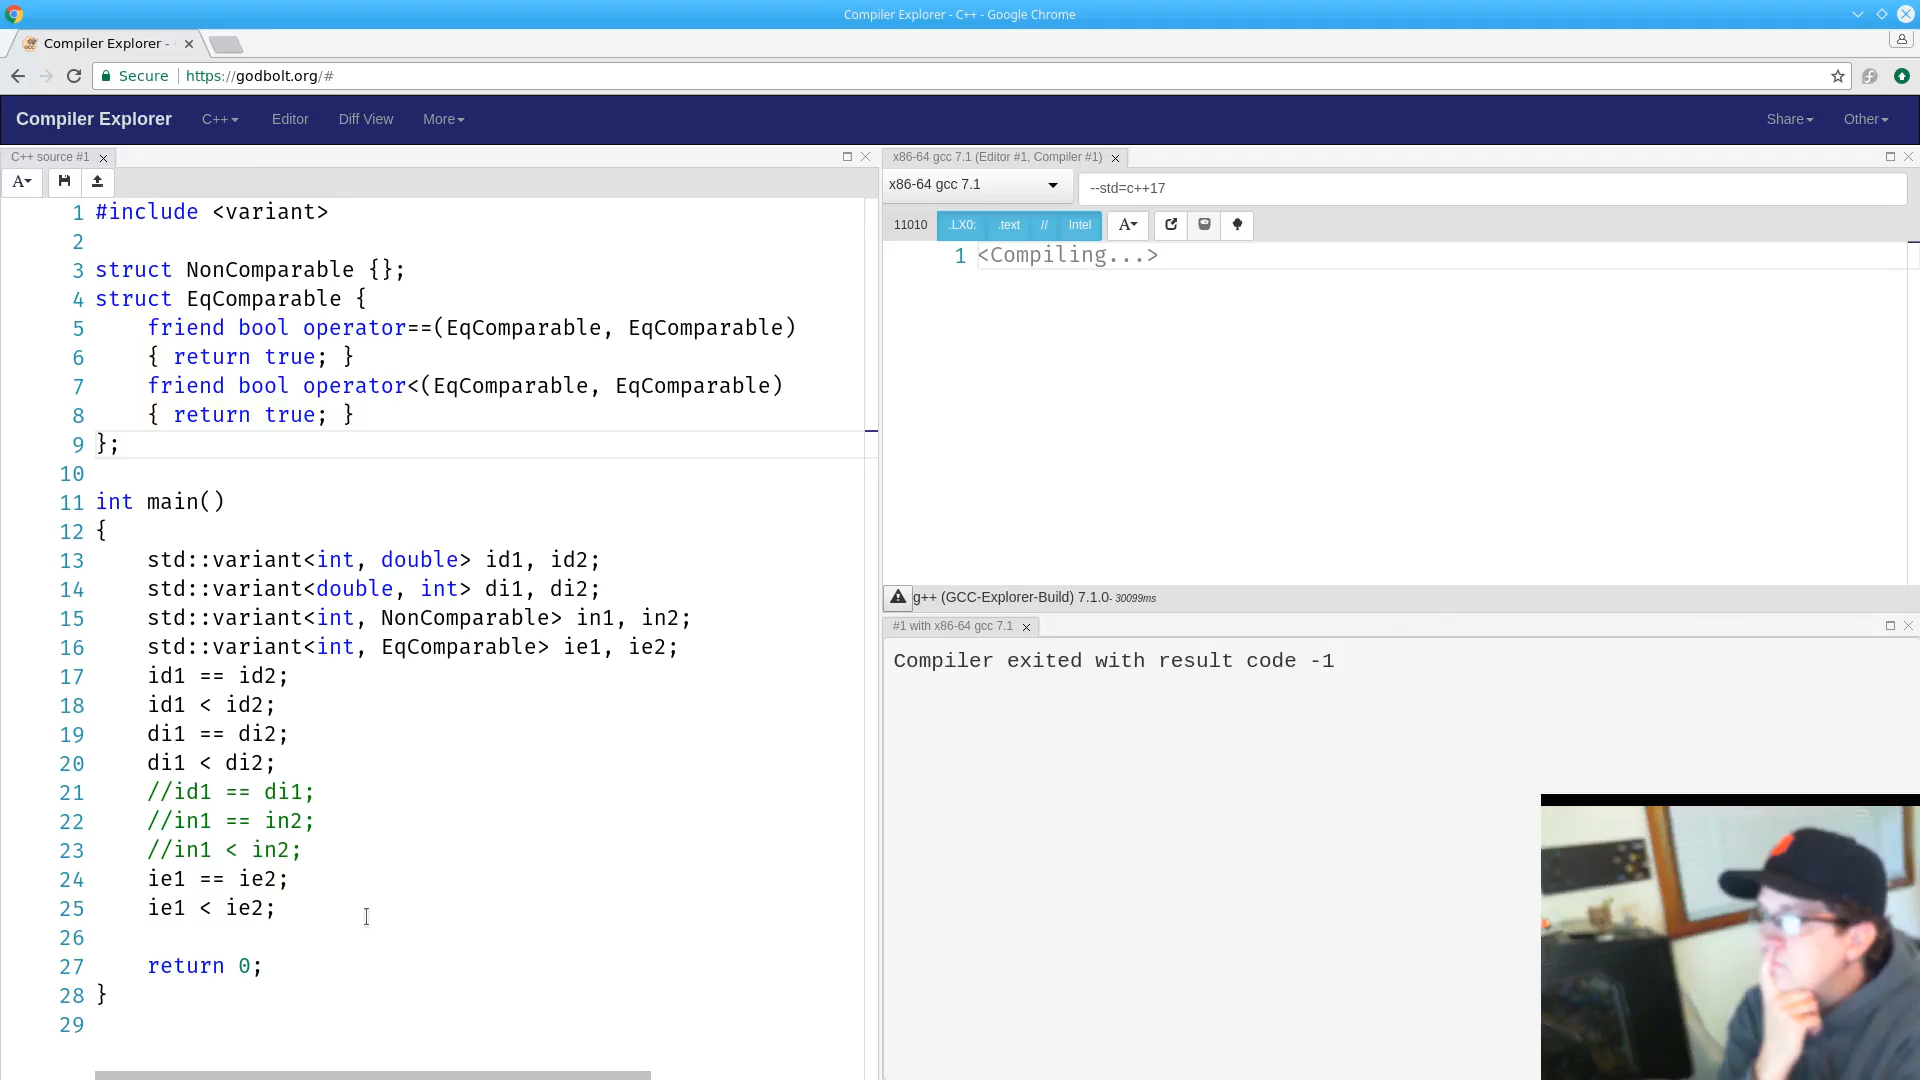 Compiler Explorer - C++ - Google Chrome
Compiler Explorer -
Secure https://godbolt.org/#
Compiler Explorer C++ Editor Diff View More Share Other
C++ source #1
A
1 #include <variant>
2
3 struct NonComparable {};
4 struct EqComparable {
5 friend bool operator==(EqComparable, EqComparable)
6 { return true; }
7 friend bool operator<(EqComparable, EqComparable)
8 { return true; }
9 };
10
11 int main()
12 {
13 std::variant<int, double> id1, id2;
14 std::variant<double, int> di1, di2;
15 std::variant<int, NonComparable> in1, in2;
16 std::variant<int, EqComparable> ie1, ie2;
17 id1 == id2;
18 id1 < id2;
19 di1 == di2;
20 di1 < di2;
21 //id1 == di1;
22 //in1 == in2;
23 //in1 < in2;
24 ie1 == ie2;
25 ie1 < ie2;
26
27 return 0;
28 }
29
x86-64 gcc 7.1 (Editor #1, Compiler #1)
x86-64 gcc 7.1 --std=c++17
11010 .LX0: .text // Intel A
1 <Compiling...>
g++ (GCC-Explorer-Build) 7.1.0- 30099ms
#1 with x86-64 gcc 7.1
Compiler exited with result code -1